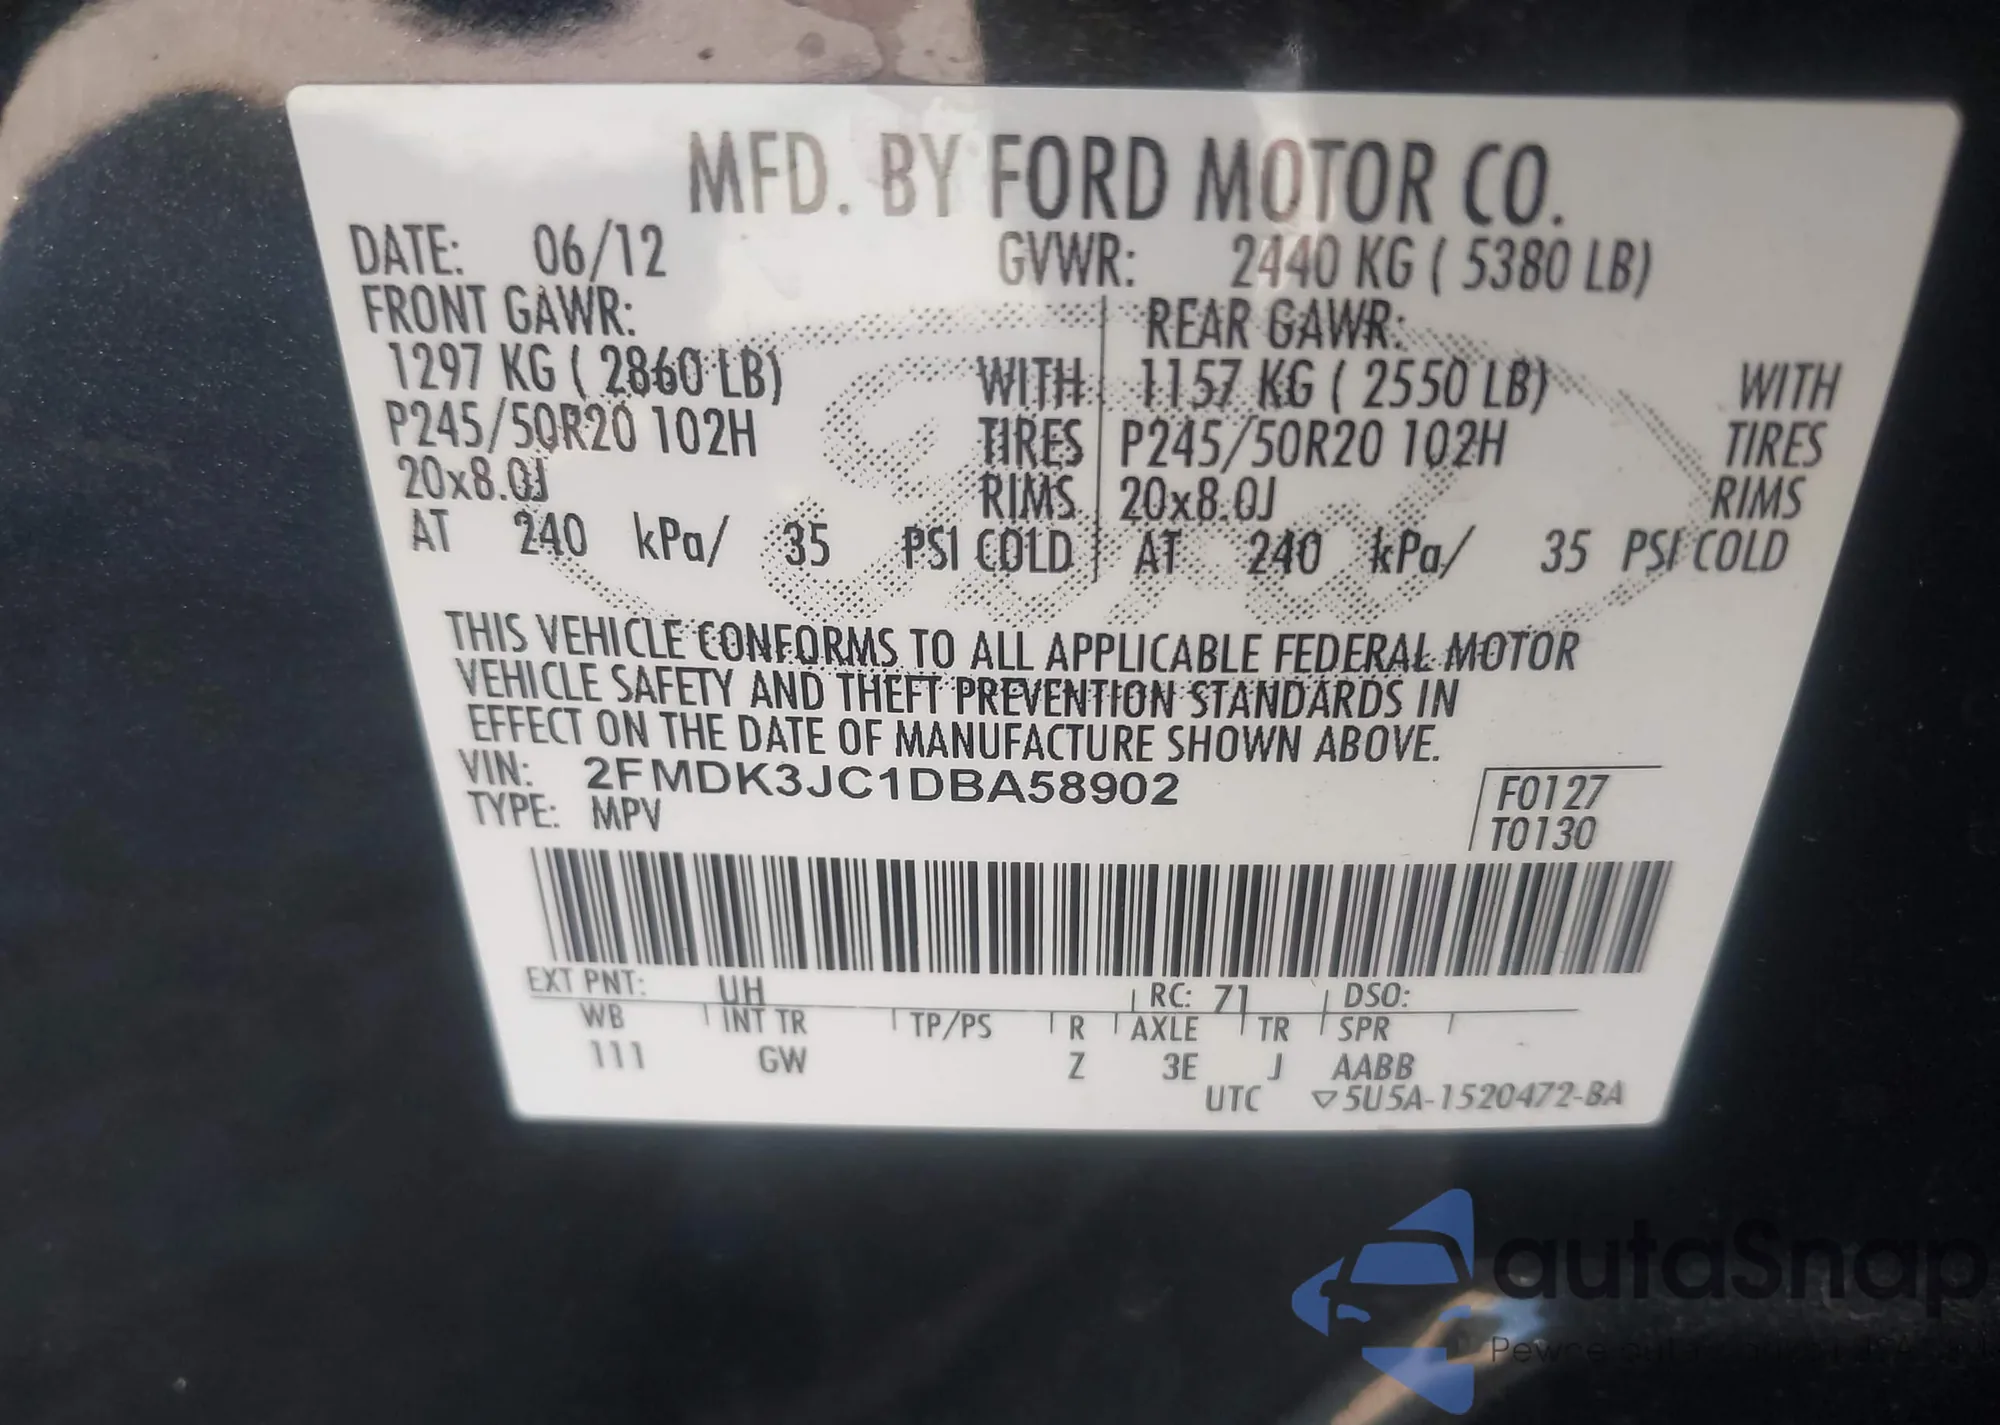 MFD. BY FORD MOTOR CO.
DATE: 06/12 GVWR: 2440 KG ( 5380 LB)
FRONT GAWR: REAR GAWR:
1297 KG ( 2860 LB) WITH 1157 KG ( 2550 LB) WITH
P245/50R20 102H TIRES P245/50R20 102H TIRES
20x8.0J RIMS 20x8.0J RIMS
AT 240 kPa/ 35 PSI COLD AT 240 kPa/ 35 PSI COLD
THIS VEHICLE CONFORMS TO ALL APPLICABLE FEDERAL MOTOR
VEHICLE SAFETY AND THEFT PREVENTION STANDARDS IN
EFFECT ON THE DATE OF MANUFACTURE SHOWN ABOVE.
VIN: 2FMDK3JC1DBA58902 F0127
TYPE: MPV T0130
EXT PNT: UH RC: 71 DSO:
WB INT TR TP/PS R AXLE TR SPR
111 GW Z 3E J AABB
UTC ▽5U5A-1520472-BA
autaSnap